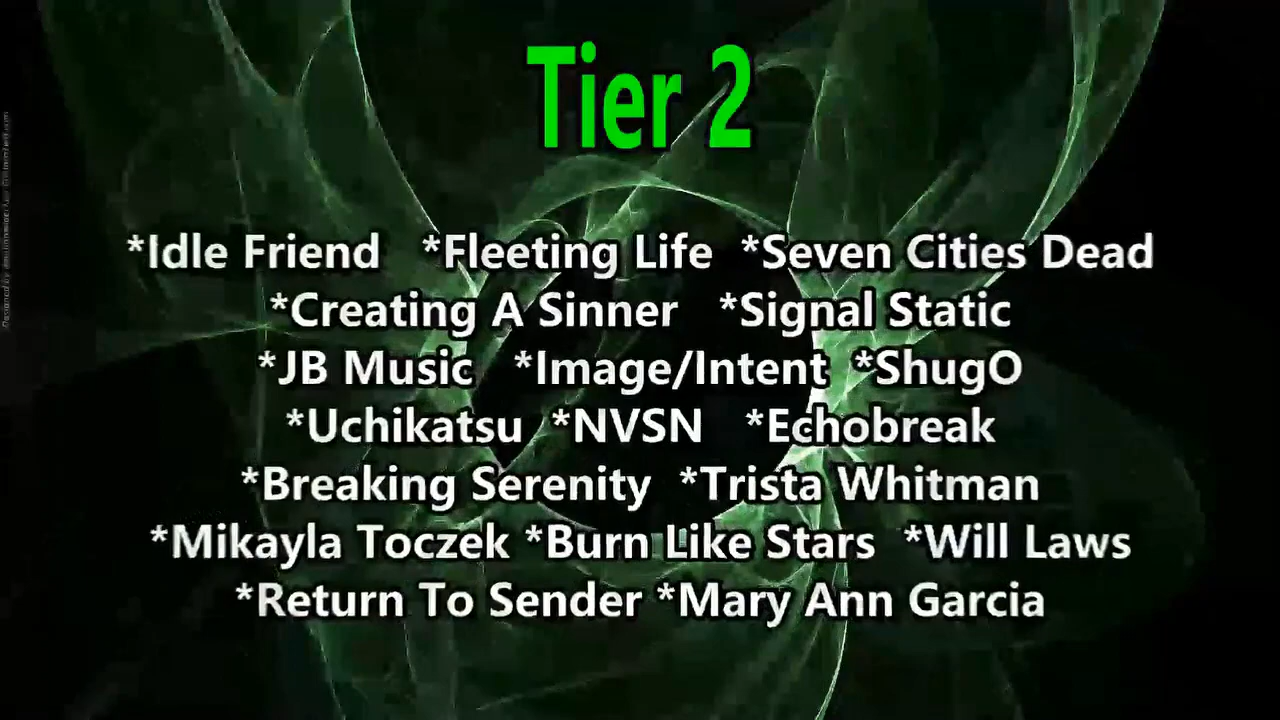 Tier 2
*Idle Friend *Fleeting Life *Seven Cities Dead
*Creating A Sinner *Signal Static
*JB Music *Image/Intent *ShugO
*Uchikatsu *NVSN *Echobreak
*Breaking Serenity *Trista Whitman
*Mikayla Toczek *Burn Like Stars *Will Laws
*Return To Sender *Mary Ann Garcia